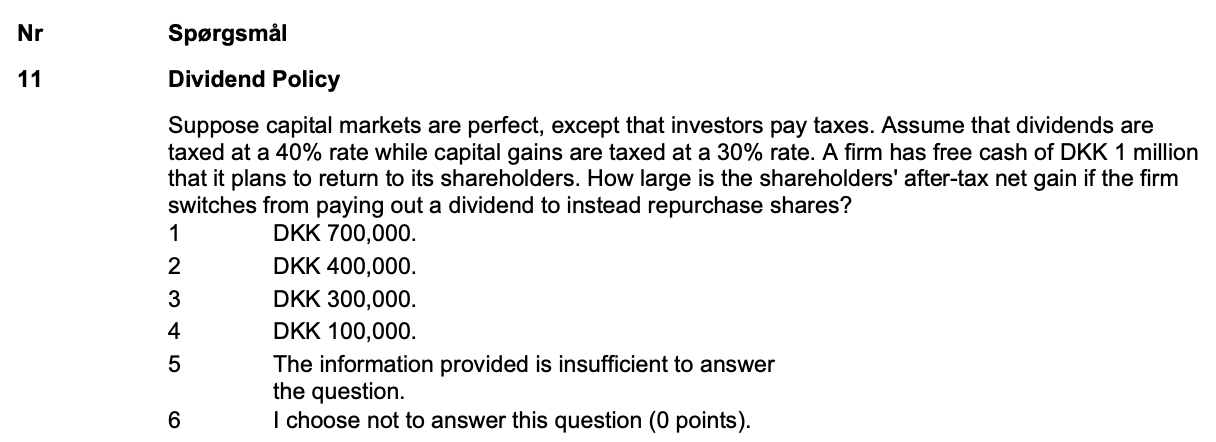 Nr Spørgsmål
11 Dividend Policy
Suppose capital markets are perfect, except that investors pay taxes. Assume that dividends are
taxed at a 40% rate while capital gains are taxed at a 30% rate. A firm has free cash of DKK 1 million
that it plans to return to its shareholders. How large is the shareholders' after-tax net gain if the firm
switches from paying out a dividend to instead repurchase shares?
1 DKK 700,000.
2 DKK 400,000.
3 DKK 300,000.
4 DKK 100,000.
5 The information provided is insufficient to answer
the question.
6 I choose not to answer this question (0 points).